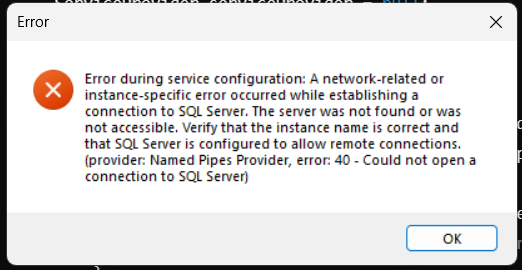 Error
Error during service configuration: A network-related or
instance-specific error occurred while establishing a
connection to SQL Server. The server was not found or was
not accessible. Verify that the instance name is correct and
that SQL Server is configured to allow remote connections.
(provider: Named Pipes Provider, error: 40 - Could not open a
connection to SQL Server)
OK